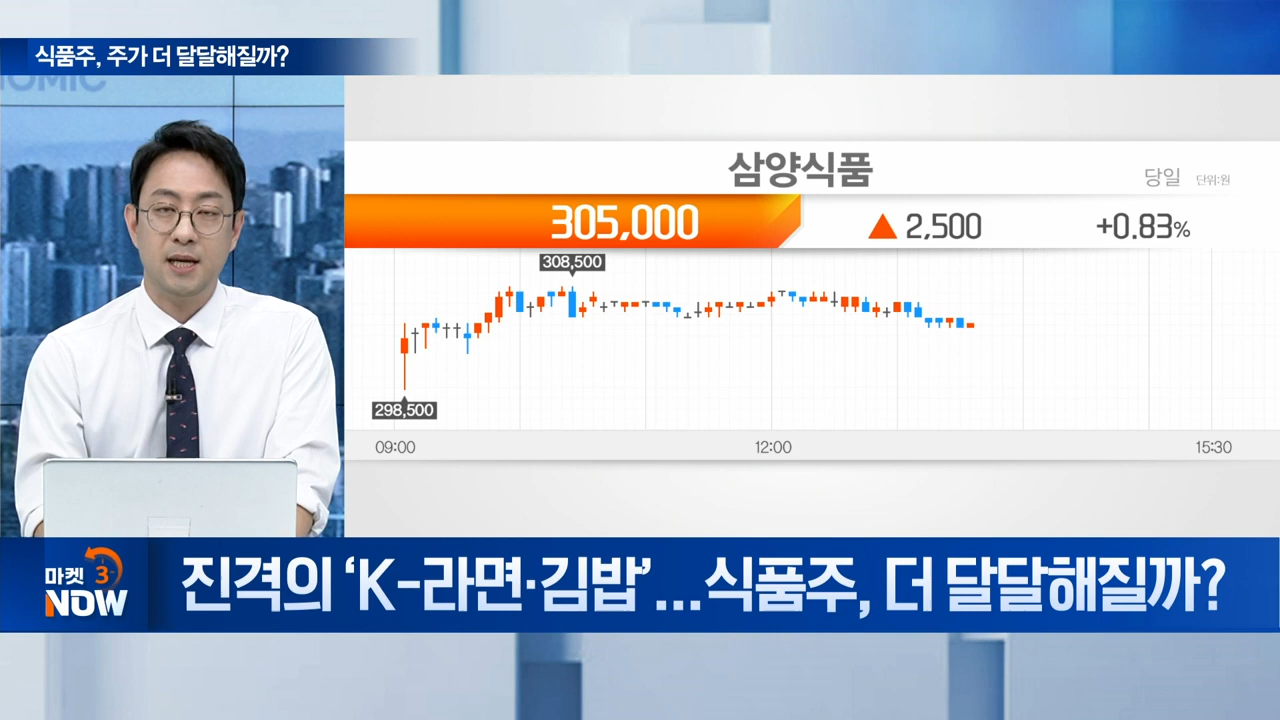 식품주, 주가 더 달달해질까?
NOMIC
삼양식품
당일 단위:원
305,000 ▲ 2,500 +0.83%
308,500
298,500
09:00 12:00 15:30
마켓 3
NOW
진격의 ‘K-라면·김밥’...식품주, 더 달달해질까?